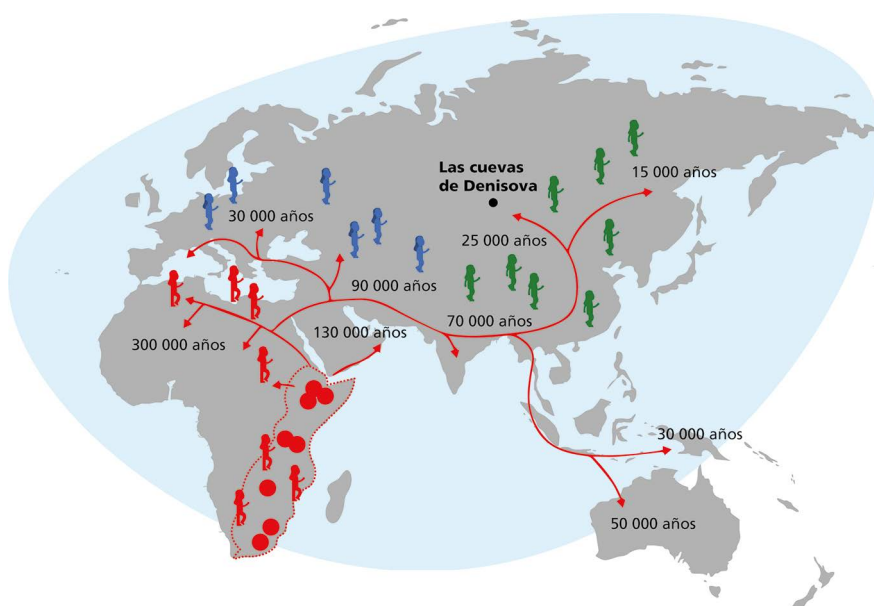 Las cuevas
de Denisova
15 000 años
30 000 años
25 000 años
90 000 años
70 000 años
130 000 años
300 000 años
30 000 años
50 000 años